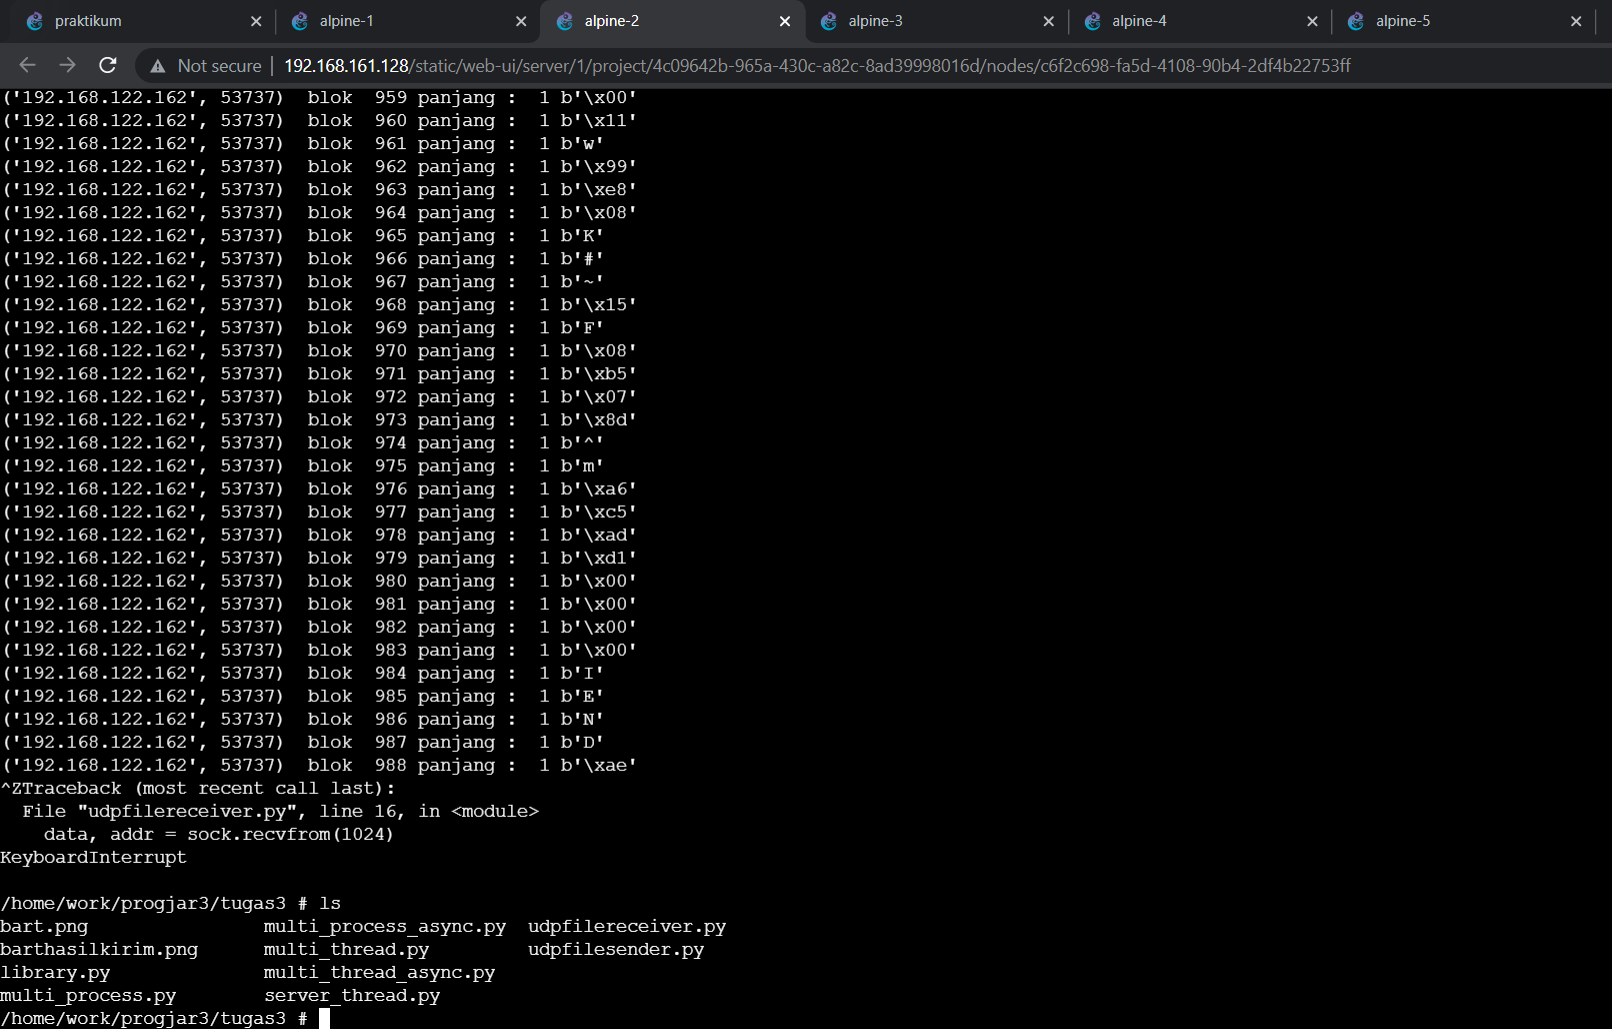 praktikum
alpine-1
alpine-2
alpine-3
alpine-4
alpine-5
Not secure | 192.168.161.128/static/web-ui/server/1/project/4c09642b-965a-430c-a82c-8ad39998016d/nodes/c6f2c698-fa5d-4108-90b4-2df4b22753ff
('192.168.122.162', 53737)  blok  959 panjang :  1 b'\x00'
('192.168.122.162', 53737)  blok  960 panjang :  1 b'\x11'
('192.168.122.162', 53737)  blok  961 panjang :  1 b'w'
('192.168.122.162', 53737)  blok  962 panjang :  1 b'\x99'
('192.168.122.162', 53737)  blok  963 panjang :  1 b'\xe8'
('192.168.122.162', 53737)  blok  964 panjang :  1 b'\x08'
('192.168.122.162', 53737)  blok  965 panjang :  1 b'K'
('192.168.122.162', 53737)  blok  966 panjang :  1 b'#'
('192.168.122.162', 53737)  blok  967 panjang :  1 b'~'
('192.168.122.162', 53737)  blok  968 panjang :  1 b'\x15'
('192.168.122.162', 53737)  blok  969 panjang :  1 b'F'
('192.168.122.162', 53737)  blok  970 panjang :  1 b'\x08'
('192.168.122.162', 53737)  blok  971 panjang :  1 b'\xb5'
('192.168.122.162', 53737)  blok  972 panjang :  1 b'\x07'
('192.168.122.162', 53737)  blok  973 panjang :  1 b'\x8d'
('192.168.122.162', 53737)  blok  974 panjang :  1 b'^'
('192.168.122.162', 53737)  blok  975 panjang :  1 b'm'
('192.168.122.162', 53737)  blok  976 panjang :  1 b'\xa6'
('192.168.122.162', 53737)  blok  977 panjang :  1 b'\xc5'
('192.168.122.162', 53737)  blok  978 panjang :  1 b'\xad'
('192.168.122.162', 53737)  blok  979 panjang :  1 b'\xd1'
('192.168.122.162', 53737)  blok  980 panjang :  1 b'\x00'
('192.168.122.162', 53737)  blok  981 panjang :  1 b'\x00'
('192.168.122.162', 53737)  blok  982 panjang :  1 b'\x00'
('192.168.122.162', 53737)  blok  983 panjang :  1 b'\x00'
('192.168.122.162', 53737)  blok  984 panjang :  1 b'I'
('192.168.122.162', 53737)  blok  985 panjang :  1 b'E'
('192.168.122.162', 53737)  blok  986 panjang :  1 b'N'
('192.168.122.162', 53737)  blok  987 panjang :  1 b'D'
('192.168.122.162', 53737)  blok  988 panjang :  1 b'\xae'
^ZTraceback (most recent call last):
  File "udpfilereceiver.py", line 16, in <module>
    data, addr = sock.recvfrom(1024)
KeyboardInterrupt
/home/work/progjar3/tugas3 # ls
bart.png                multi_process_async.py  udpfilereceiver.py
barthasilkirim.png      multi_thread.py         udpfilesender.py
library.py              multi_thread_async.py
multi_process.py        server_thread.py
/home/work/progjar3/tugas3 #